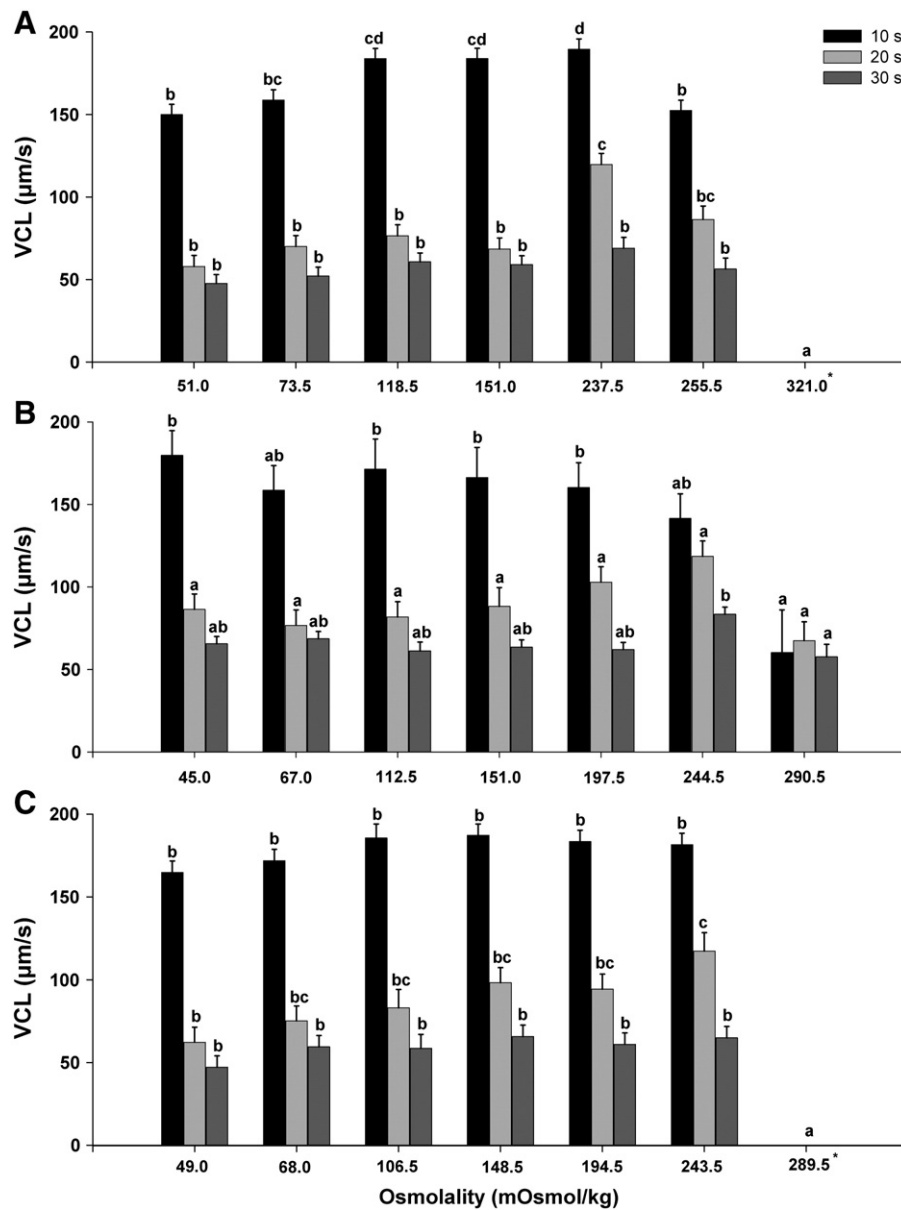 A
200
150
100
50
0
VCL (µm/s)
b b b
bc b b
cd b b
cd b b
d c b
b bc b
a
10 s
20 s
30 s
51.0 73.5 118.5 151.0 237.5 255.5 321.0*
B
200
150
100
50
0
VCL (µm/s)
b a ab
ab a ab
b a ab
b a ab
b a ab
ab a b
a a a
45.0 67.0 112.5 151.0 197.5 244.5 290.5
C
200
150
100
50
0
VCL (µm/s)
b b b
b bc b
b bc b
b bc b
b bc b
b c b
a
49.0 68.0 106.5 148.5 194.5 243.5 289.5*
Osmolality (mOsmol/kg)